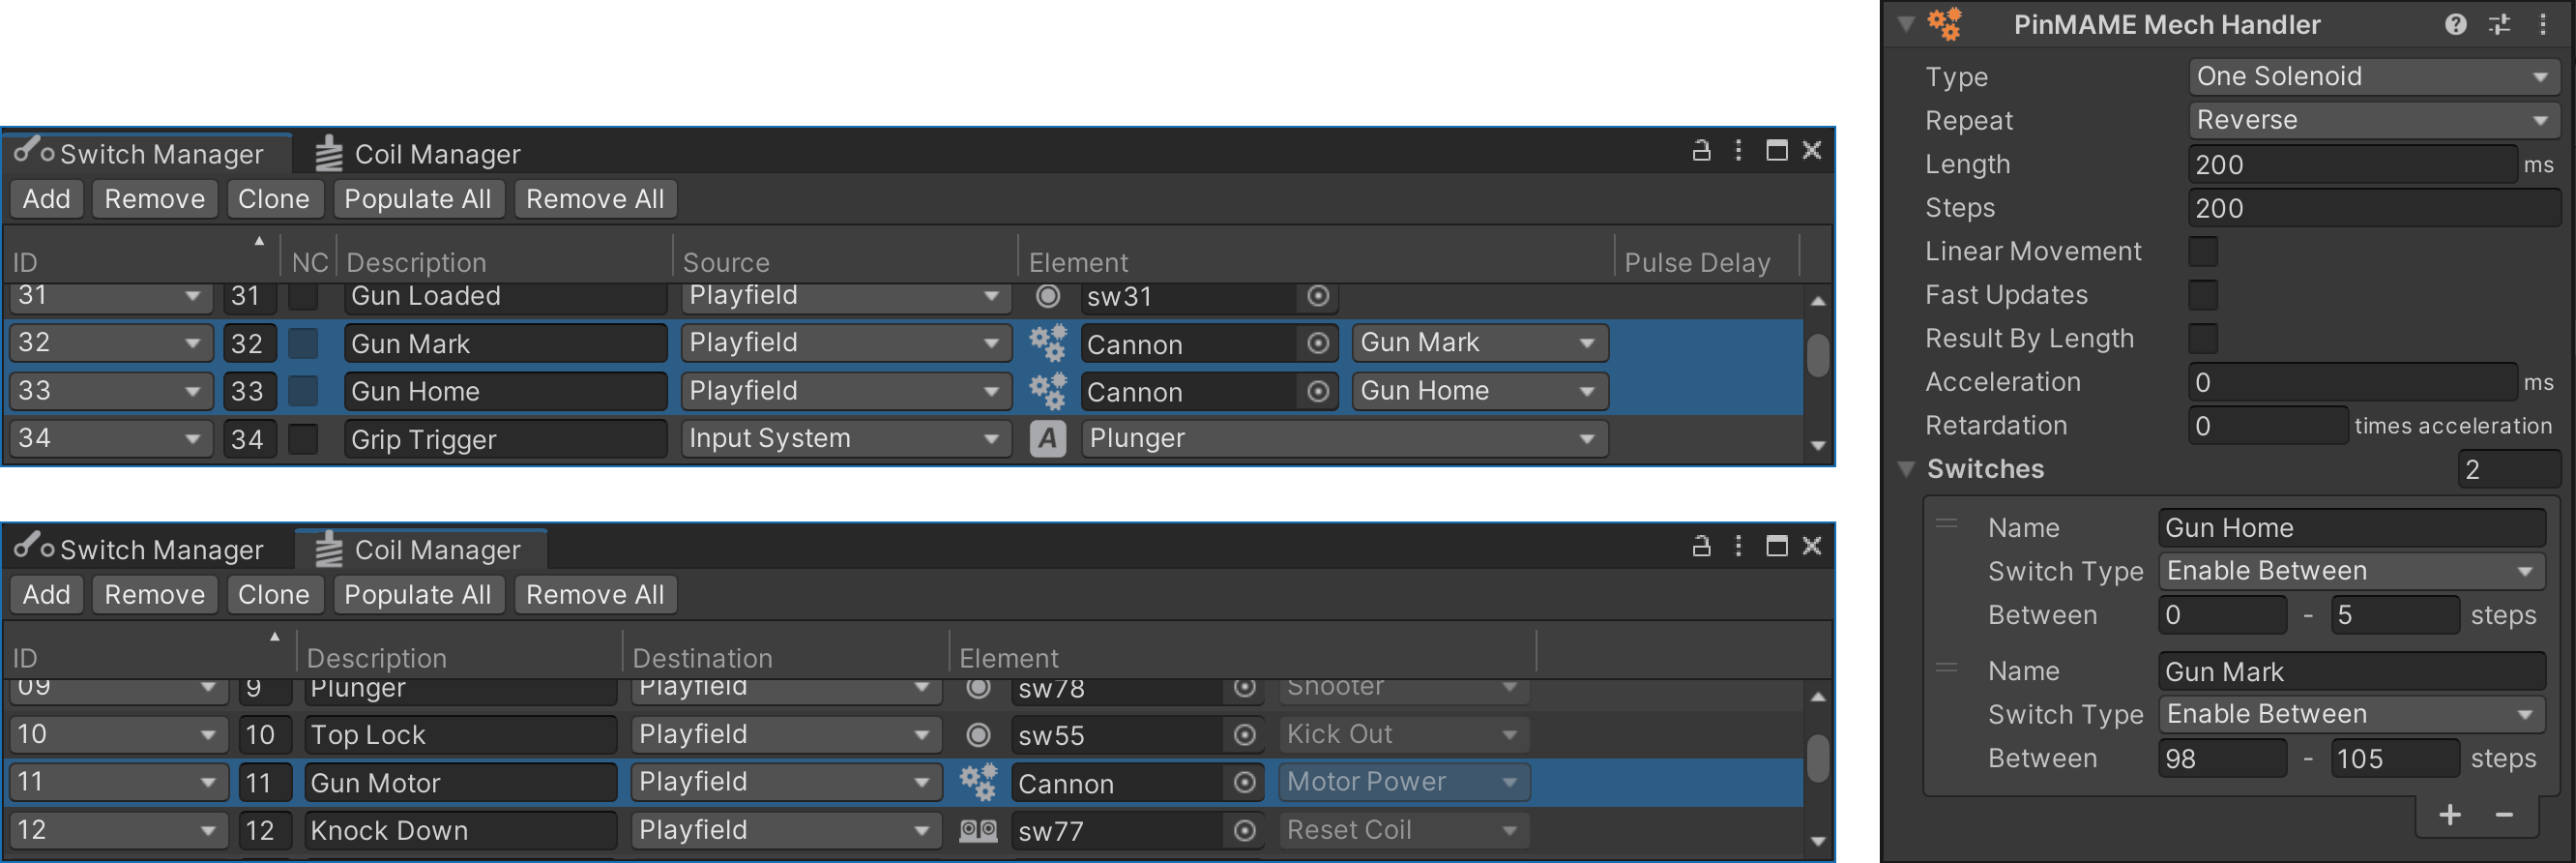 Switch Manager Coil Manager
Add Remove Clone Populate All Remove All
ID NC Description Source Element Pulse Delay
31 31 Gun Loaded Playfield sw31
32 32 Gun Mark Playfield Cannon Gun Mark
33 33 Gun Home Playfield Cannon Gun Home
34 34 Grip Trigger Input System A Plunger
Switch Manager Coil Manager
Add Remove Clone Populate All Remove All
ID Description Destination Element
09 9 Plunger Playfield sw78 Shooter
10 10 Top Lock Playfield sw55 Kick Out
11 11 Gun Motor Playfield Cannon Motor Power
12 12 Knock Down Playfield sw77 Reset Coil
PinMAME Mech Handler
Type One Solenoid
Repeat Reverse
Length 200 ms
Steps 200
Linear Movement
Fast Updates
Result By Length
Acceleration 0 ms
Retardation 0 times acceleration
Switches 2
Name Gun Home
Switch Type Enable Between
Between 0 - 5 steps
Name Gun Mark
Switch Type Enable Between
Between 98 - 105 steps
+ −